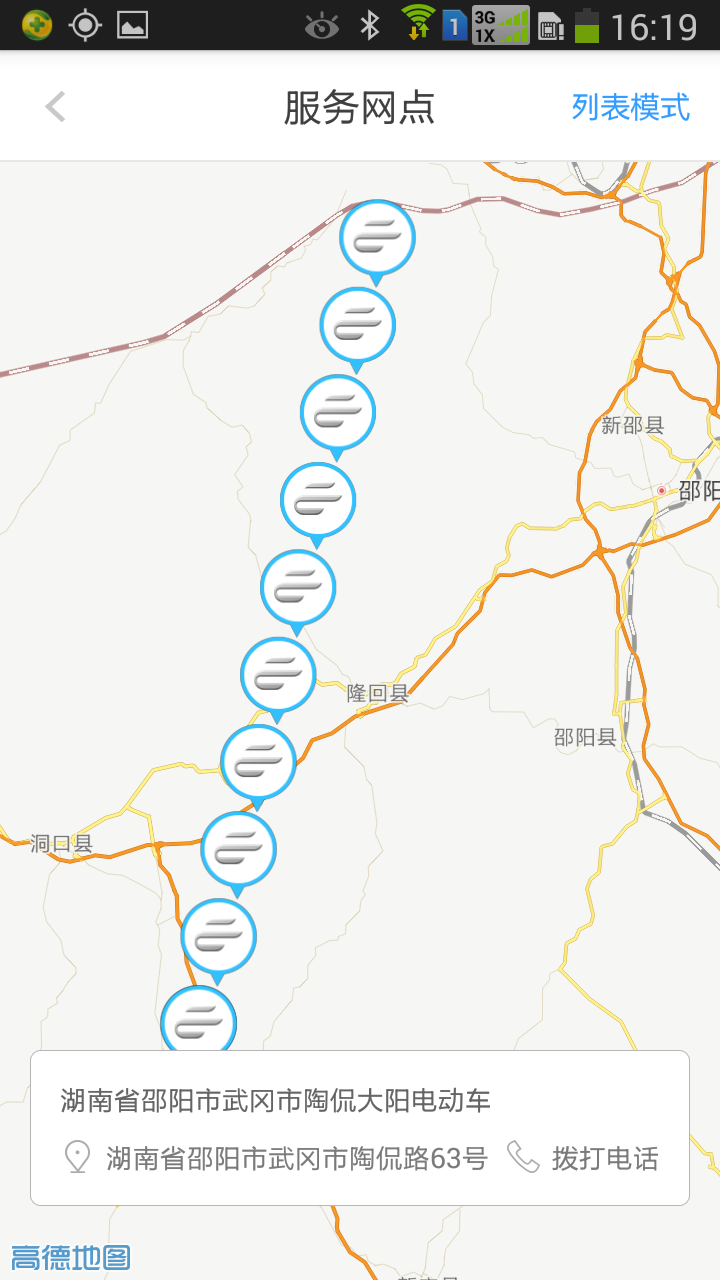 1
3G
1X
16:19
服务网点
列表模式
新邵县
邵阳
隆回县
邵阳县
洞口县
湖南省邵阳市武冈市陶侃大阳电动车
湖南省邵阳市武冈市陶侃路63号
拨打电话
高德地图